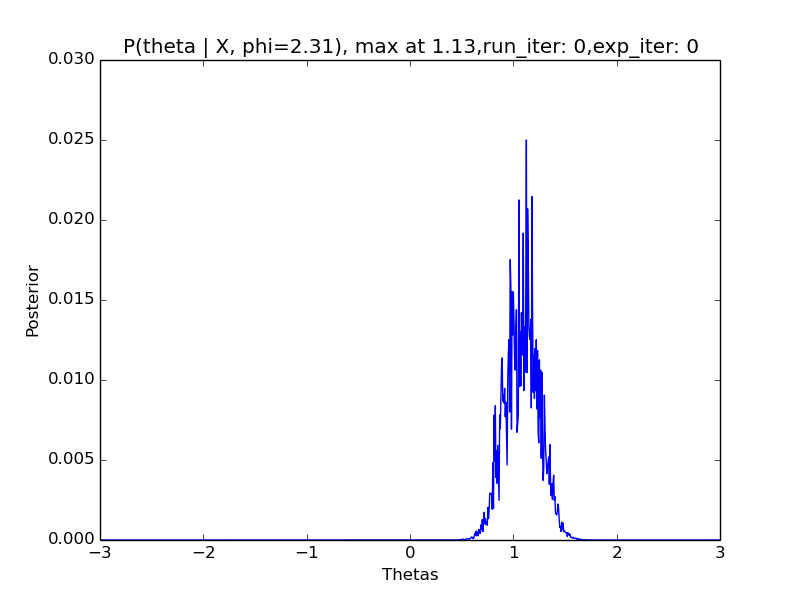 P(theta | X, phi=2.31), max at 1.13,run_iter: 0,exp_iter: 0
0.030
0.025
0.020
0.015
0.010
0.005
0.000
Posterior
−3 −2 −1 0 1 2 3
Thetas